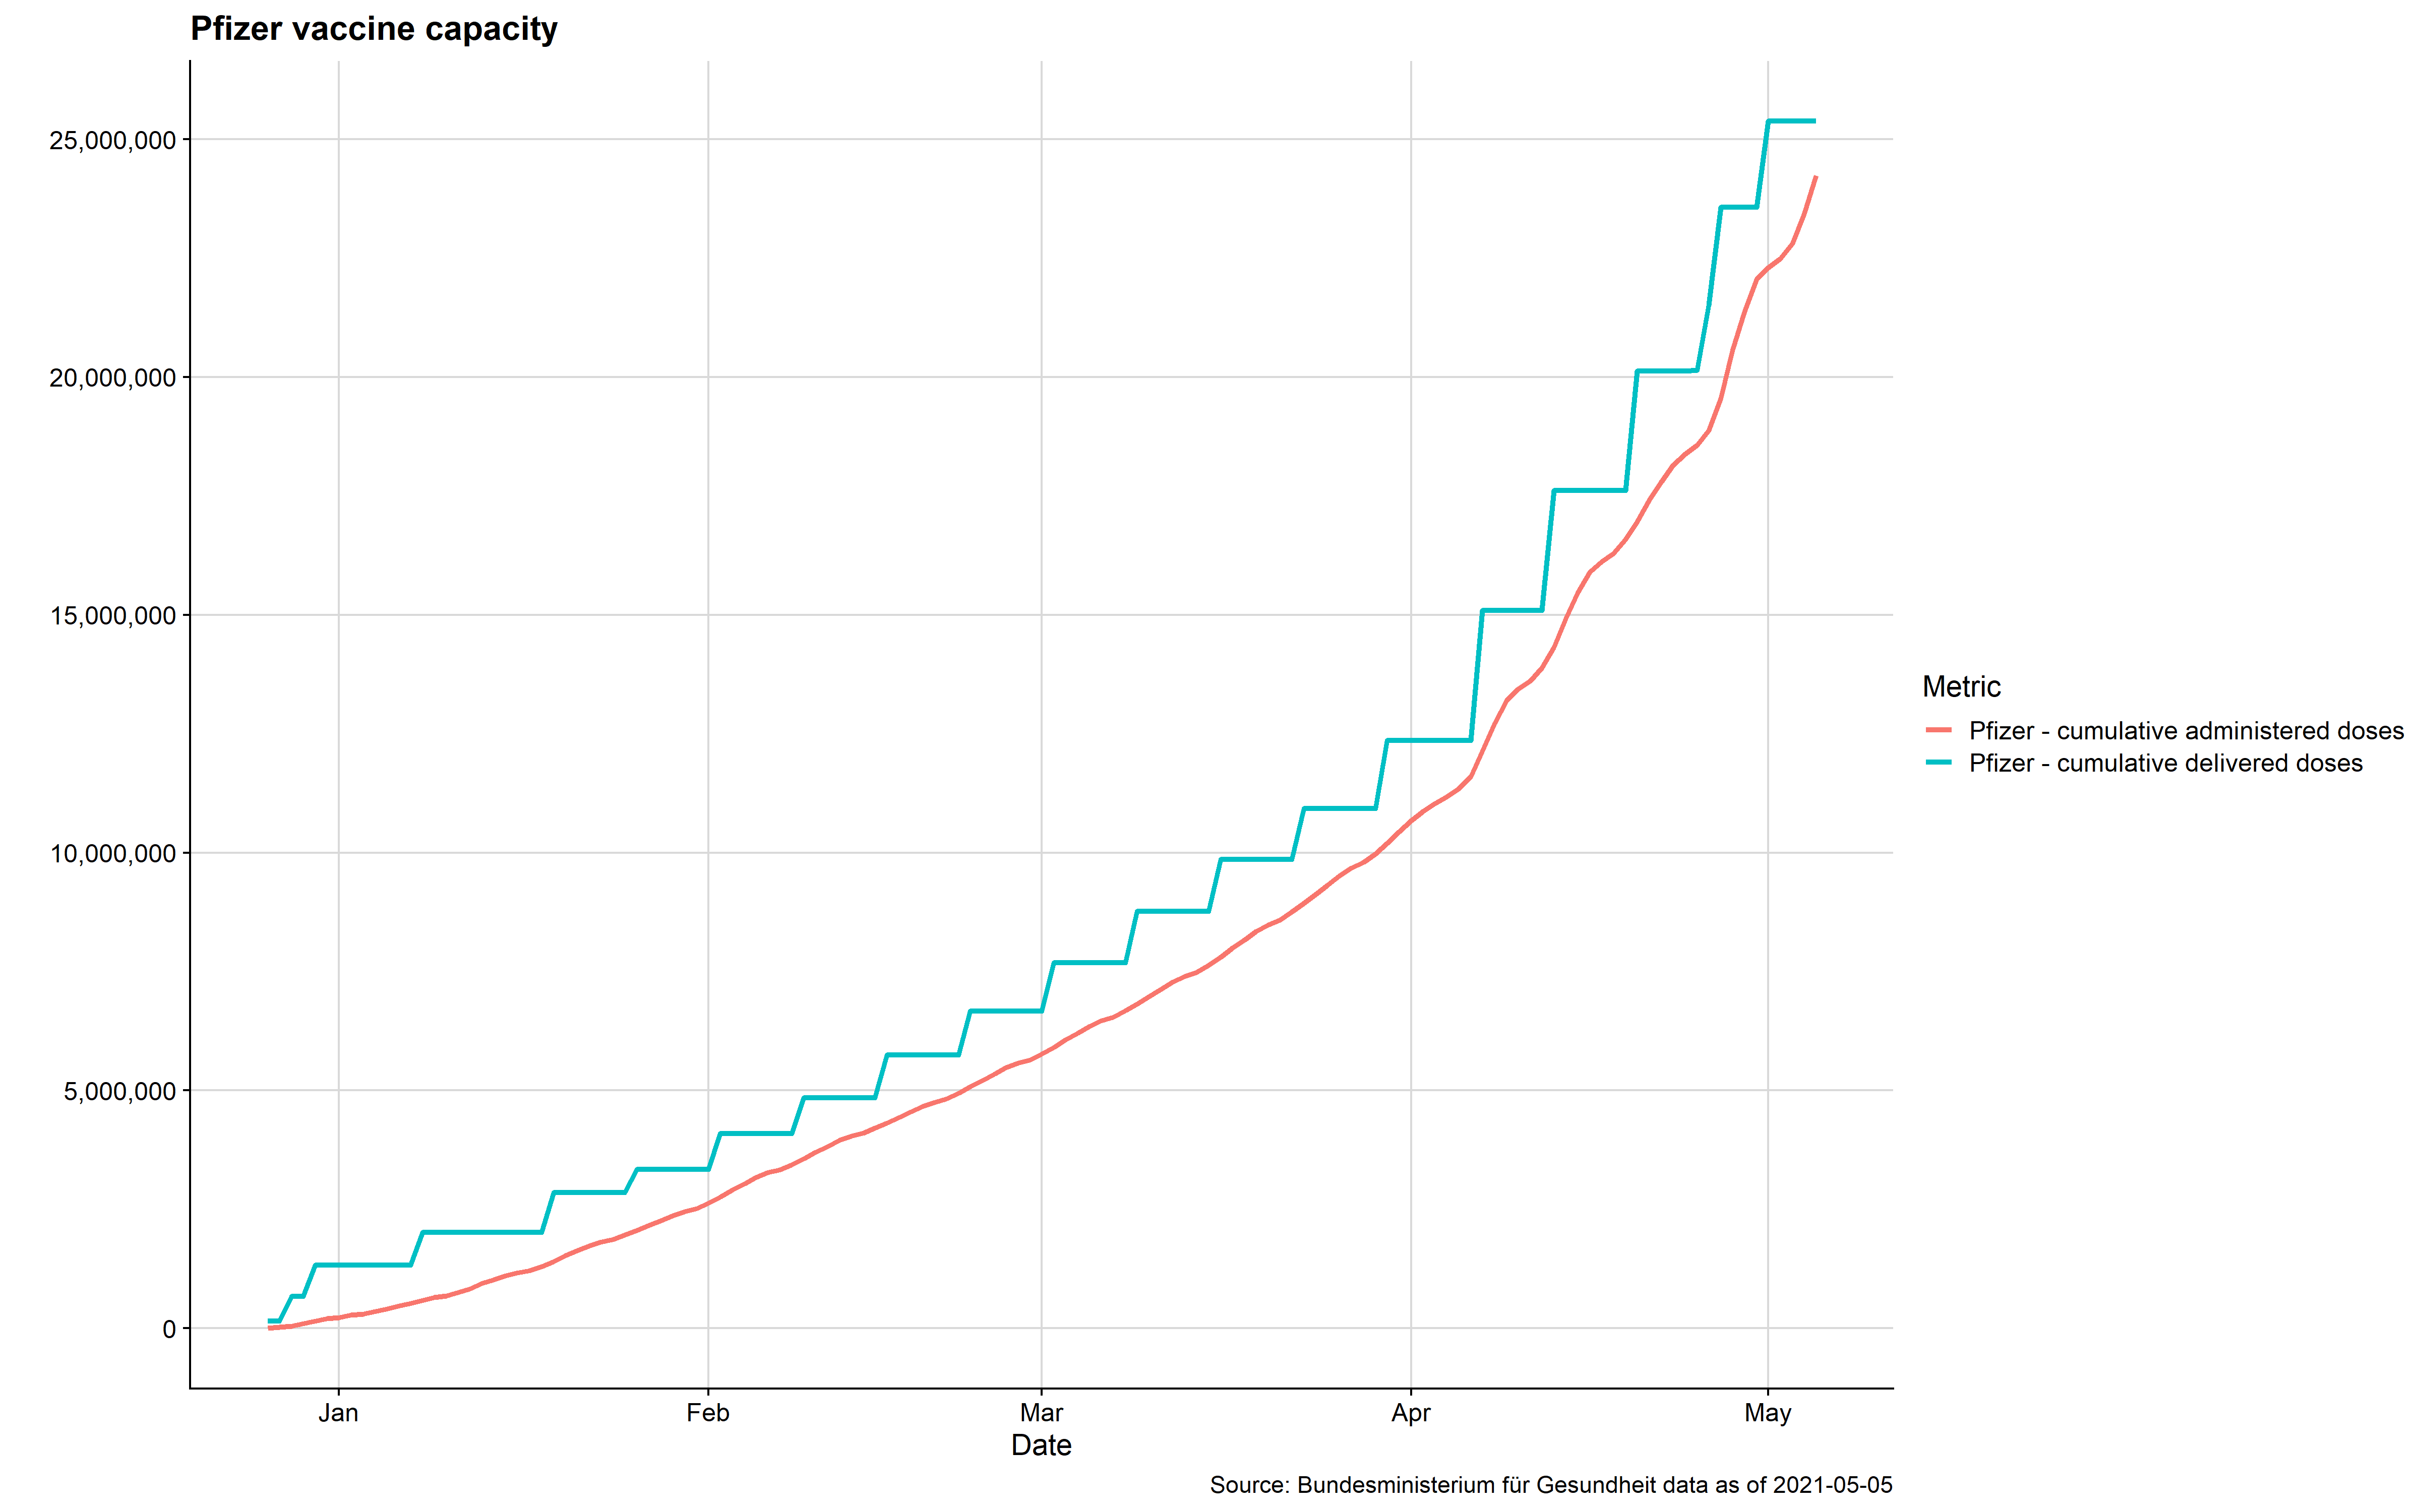 Pfizer vaccine capacity
25,000,000
20,000,000
15,000,000
10,000,000
5,000,000
0
Jan Feb Mar Apr May
Date
Metric
Pfizer - cumulative administered doses
Pfizer - cumulative delivered doses
Source: Bundesministerium für Gesundheit data as of 2021-05-05